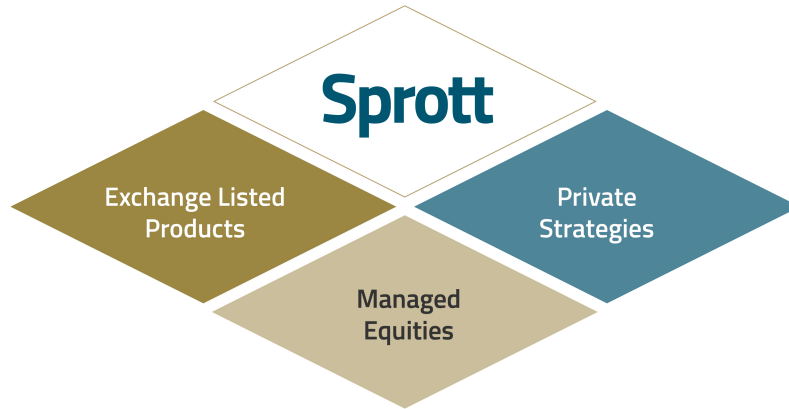 Sprott
Exchange Listed
Products
Private
Strategies
Managed
Equities